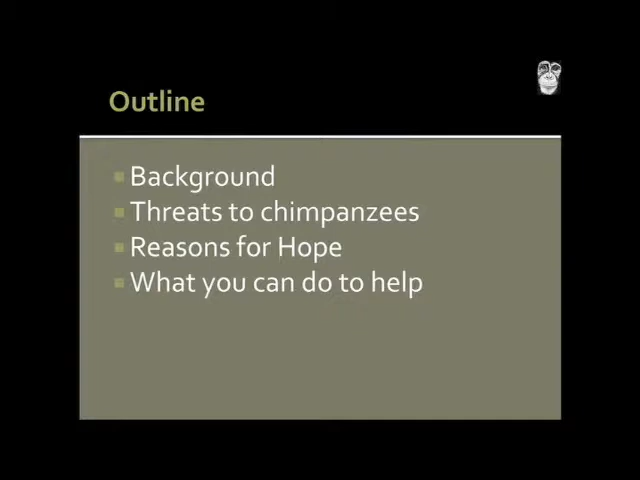 Outline
Background
Threats to chimpanzees
Reasons for Hope
What you can do to help